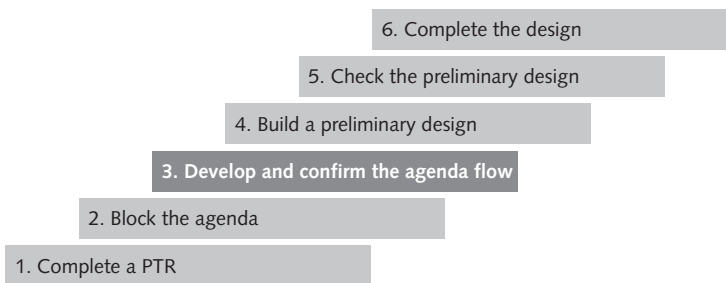 6. Complete the design
5. Check the preliminary design
4. Build a preliminary design
3. Develop and confirm the agenda flow
2. Block the agenda
1. Complete a PTR